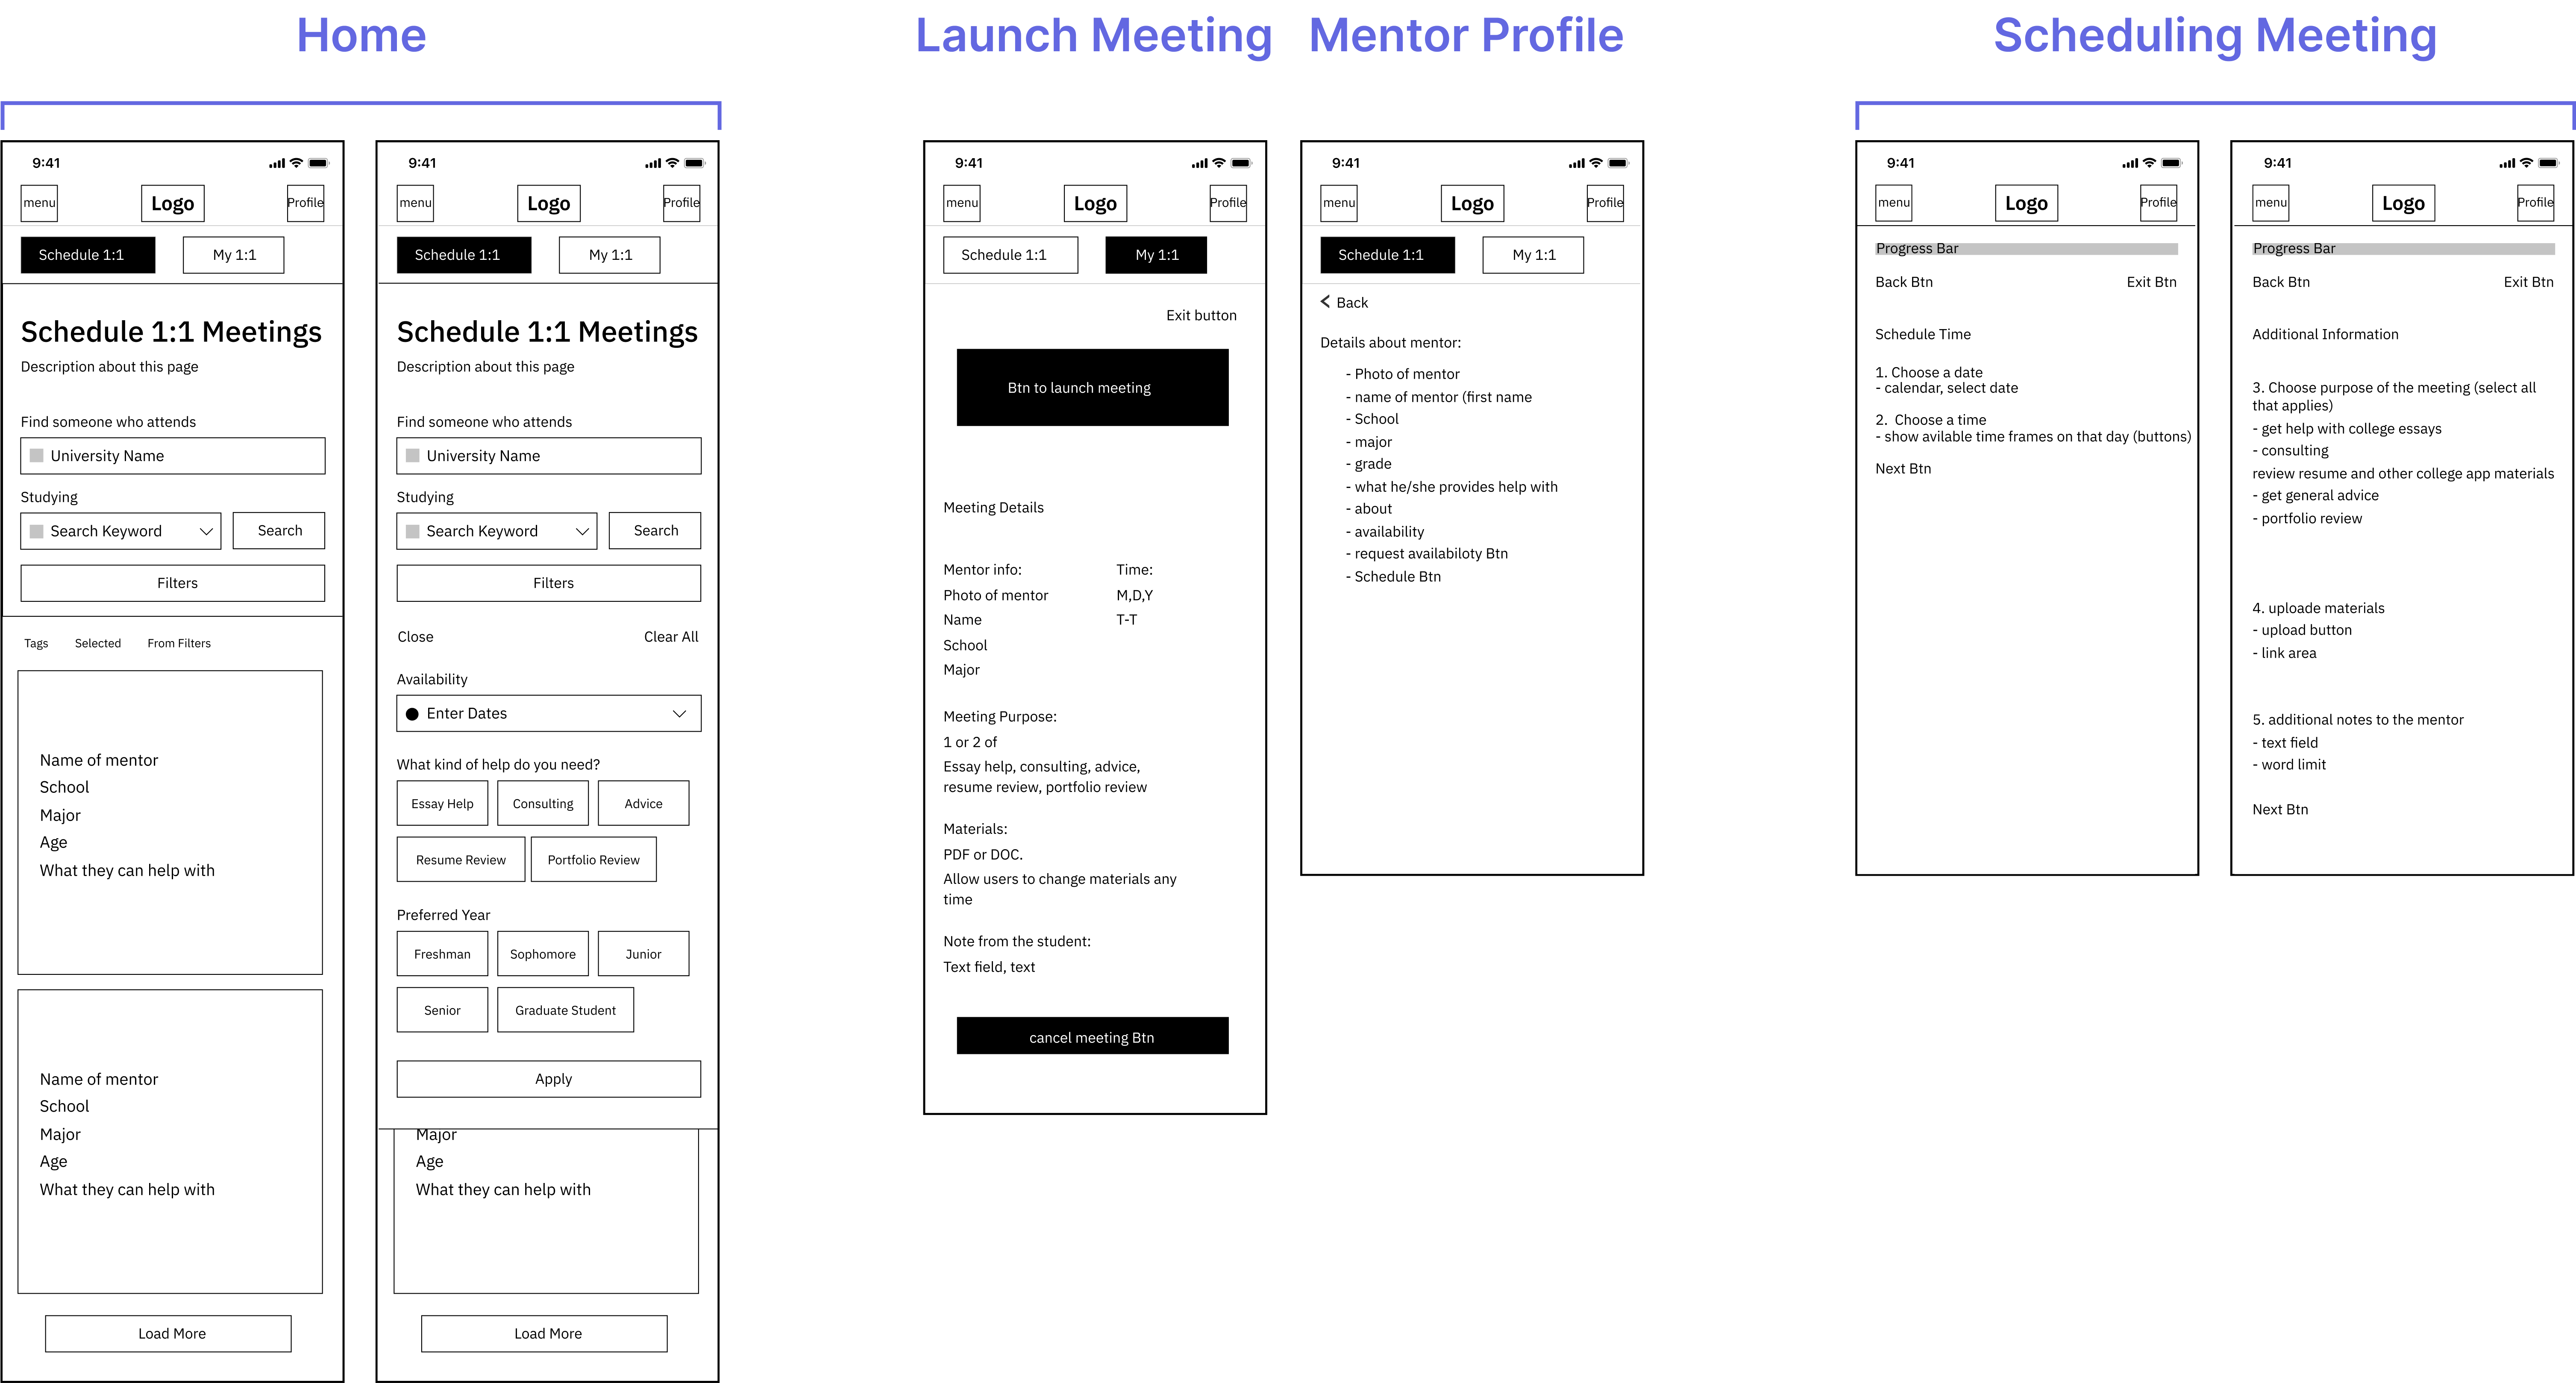 Home
Launch Meeting
Mentor Profile
Scheduling Meeting
9:41
menu
Logo
Profile
Schedule 1:1
My 1:1
Schedule 1:1 Meetings
Description about this page
Find someone who attends
University Name
Studying
Search Keyword
Search
Filters
Tags
Selected
From Filters
Name of mentor
School
Major
Age
What they can help with
Name of mentor
School
Major
Age
What they can help with
Load More
9:41
menu
Logo
Profile
Schedule 1:1
My 1:1
Schedule 1:1 Meetings
Description about this page
Find someone who attends
University Name
Studying
Search Keyword
Search
Filters
Close
Clear All
Availability
Enter Dates
What kind of help do you need?
Essay Help
Consulting
Advice
Resume Review
Portfolio Review
Preferred Year
Freshman
Sophomore
Junior
Senior
Graduate Student
Apply
Major
Age
What they can help with
Load More
9:41
menu
Logo
Profile
Schedule 1:1
My 1:1
Exit button
Btn to launch meeting
Meeting Details
Mentor info:
Photo of mentor
Name
School
Major
Time:
M,D,Y
T-T
Meeting Purpose:
1 or 2 of
Essay help, consulting, advice,
resume review, portfolio review
Materials:
PDF or DOC.
Allow users to change materials any
time
Note from the student:
Text field, text
cancel meeting Btn
9:41
menu
Logo
Profile
Schedule 1:1
My 1:1
Back
Details about mentor:
- Photo of mentor
- name of mentor (first name
- School
- major
- grade
- what he/she provides help with
- about
- availability
- request availabiloty Btn
- Schedule Btn
9:41
menu
Logo
Profile
Progress Bar
Back Btn
Exit Btn
Schedule Time
1. Choose a date
- calendar, select date
2. Choose a time
- show avilable time frames on that day (buttons)
Next Btn
9:41
menu
Logo
Profile
Progress Bar
Back Btn
Exit Btn
Additional Information
3. Choose purpose of the meeting (select all
that applies)
- get help with college essays
- consulting
review resume and other college app materials
- get general advice
- portfolio review
4. uploade materials
- upload button
- link area
5. additional notes to the mentor
- text field
- word limit
Next Btn